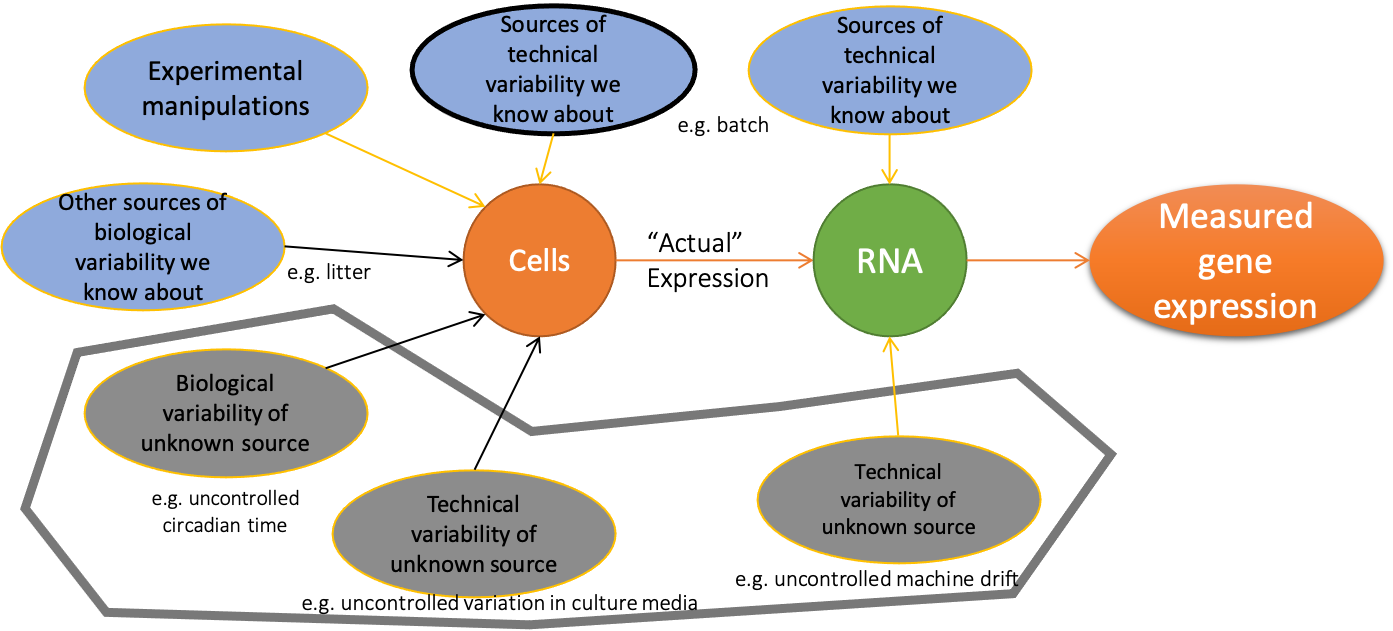 Experimental
manipulations
Sources of
technical
variability we
know about
e.g. batch
Sources of
technical
variability we
know about
Other sources of
biological
variability we
know about
e.g. litter
Cells
“Actual”
Expression
RNA
Measured
gene
expression
Biological
variability of
unknown source
e.g. uncontrolled
circadian time
Technical
variability of
unknown source
e.g. uncontrolled variation in culture media
Technical
variability of
unknown source
e.g. uncontrolled machine drift